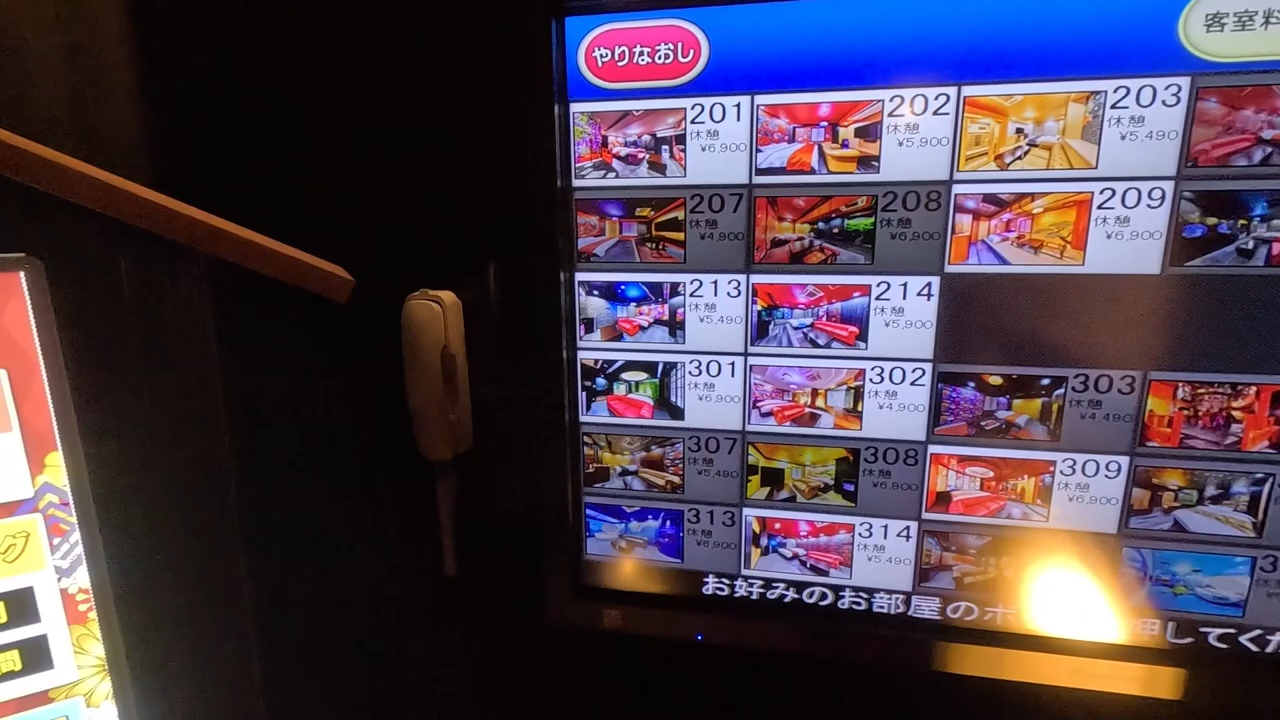 やりなおし
客室料
201
休憩
¥6,900
202
休憩
¥5,900
203
休憩
¥5,490
207
休憩
¥4,900
208
休憩
¥6,900
209
休憩
¥6,900
213
休憩
¥5,490
214
休憩
¥5,900
301
休憩
¥6,900
302
休憩
¥4,900
303
休憩
¥4,490
307
休憩
¥5,490
308
休憩
¥6,900
309
休憩
¥6,900
313
休憩
¥6,900
314
休憩
¥5,490
3
お好みのお部屋のボ 押してくだ
グ
間